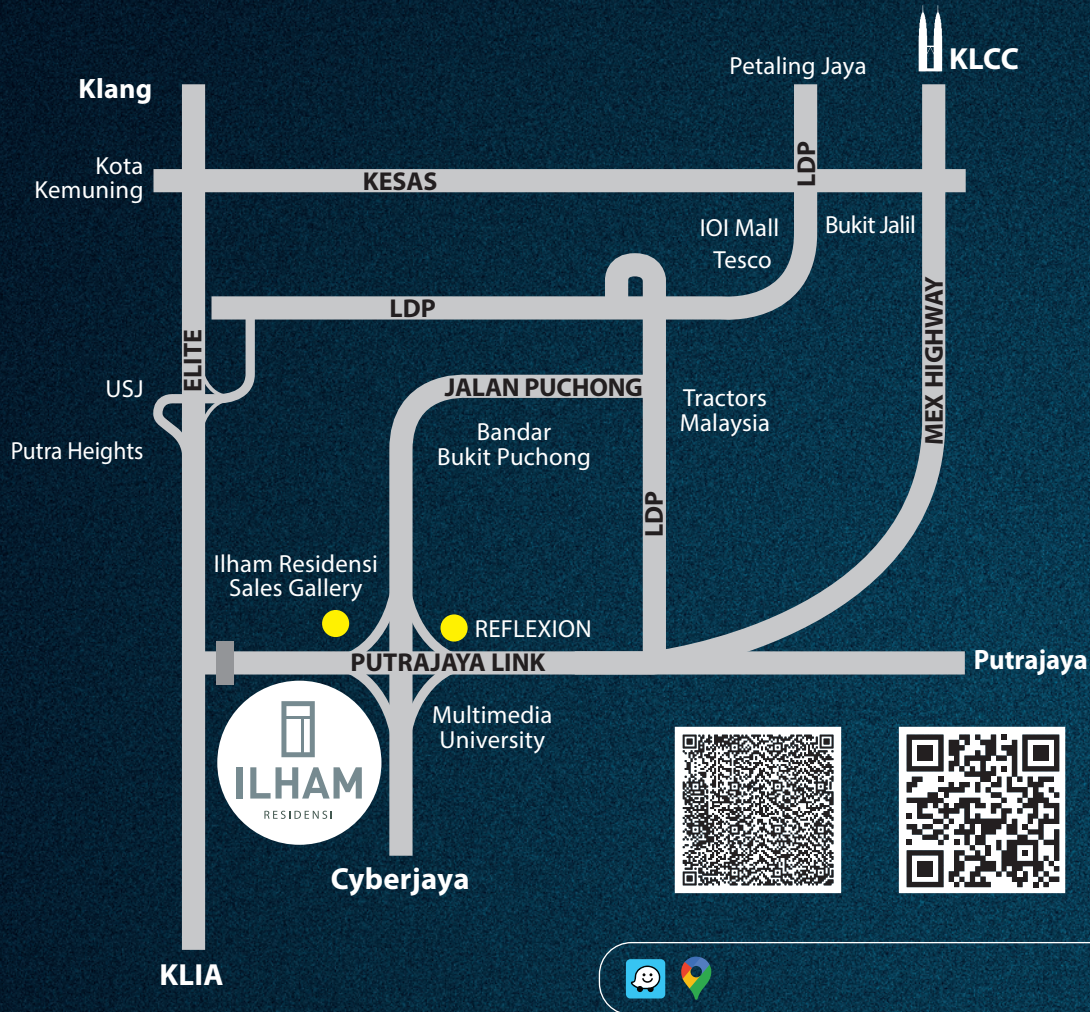 KLCC
Petaling Jaya
Klang
LDP
Kota
Kemuning
KESAS
IOI Mall
Tesco
Bukit Jalil
LDP
MEX HIGHWAY
ELITE
USJ
JALAN PUCHONG
Tractors
Malaysia
Putra Heights
Bandar
Bukit Puchong
LDP
Ilham Residensi
Sales Gallery
REFLEXION
PUTRAJAYA LINK
Putrajaya
ILHAM
RESIDENSI
Multimedia
University
Cyberjaya
KLIA